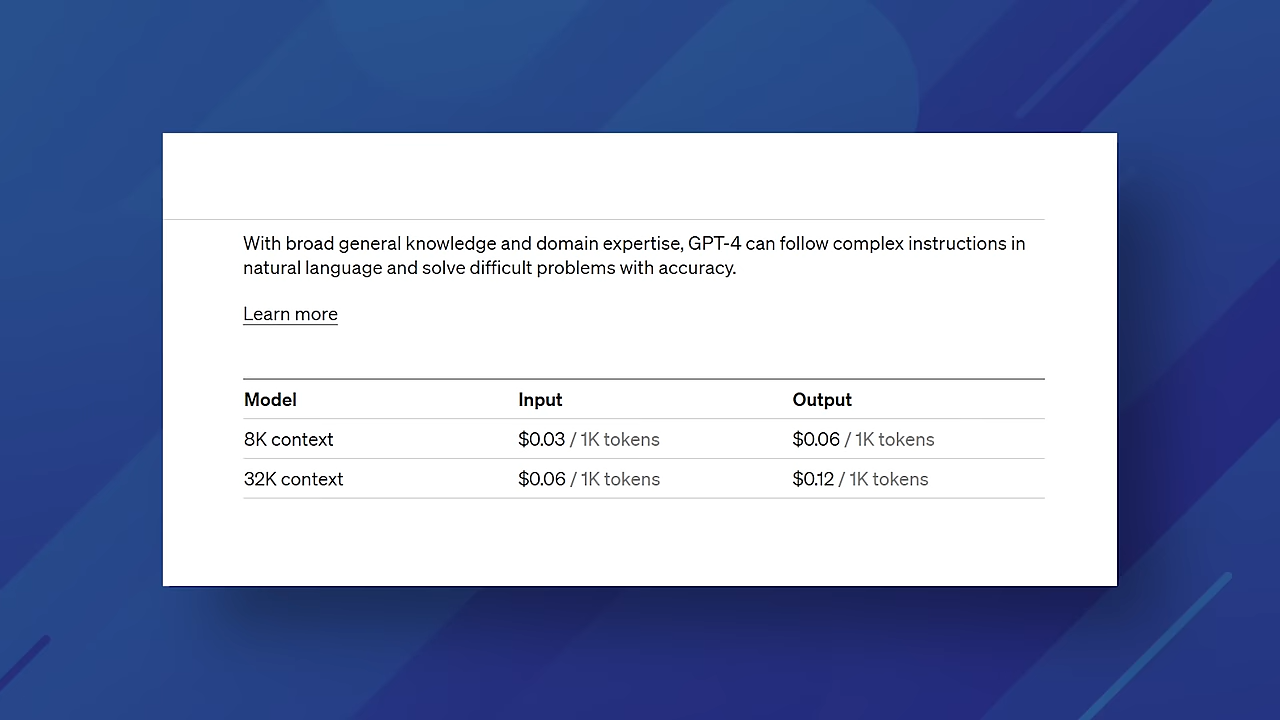 With broad general knowledge and domain expertise, GPT-4 can follow complex instructions in
natural language and solve difficult problems with accuracy.
Learn more
Model Input Output
8K context $0.03 / 1K tokens $0.06 / 1K tokens
32K context $0.06 / 1K tokens $0.12 / 1K tokens